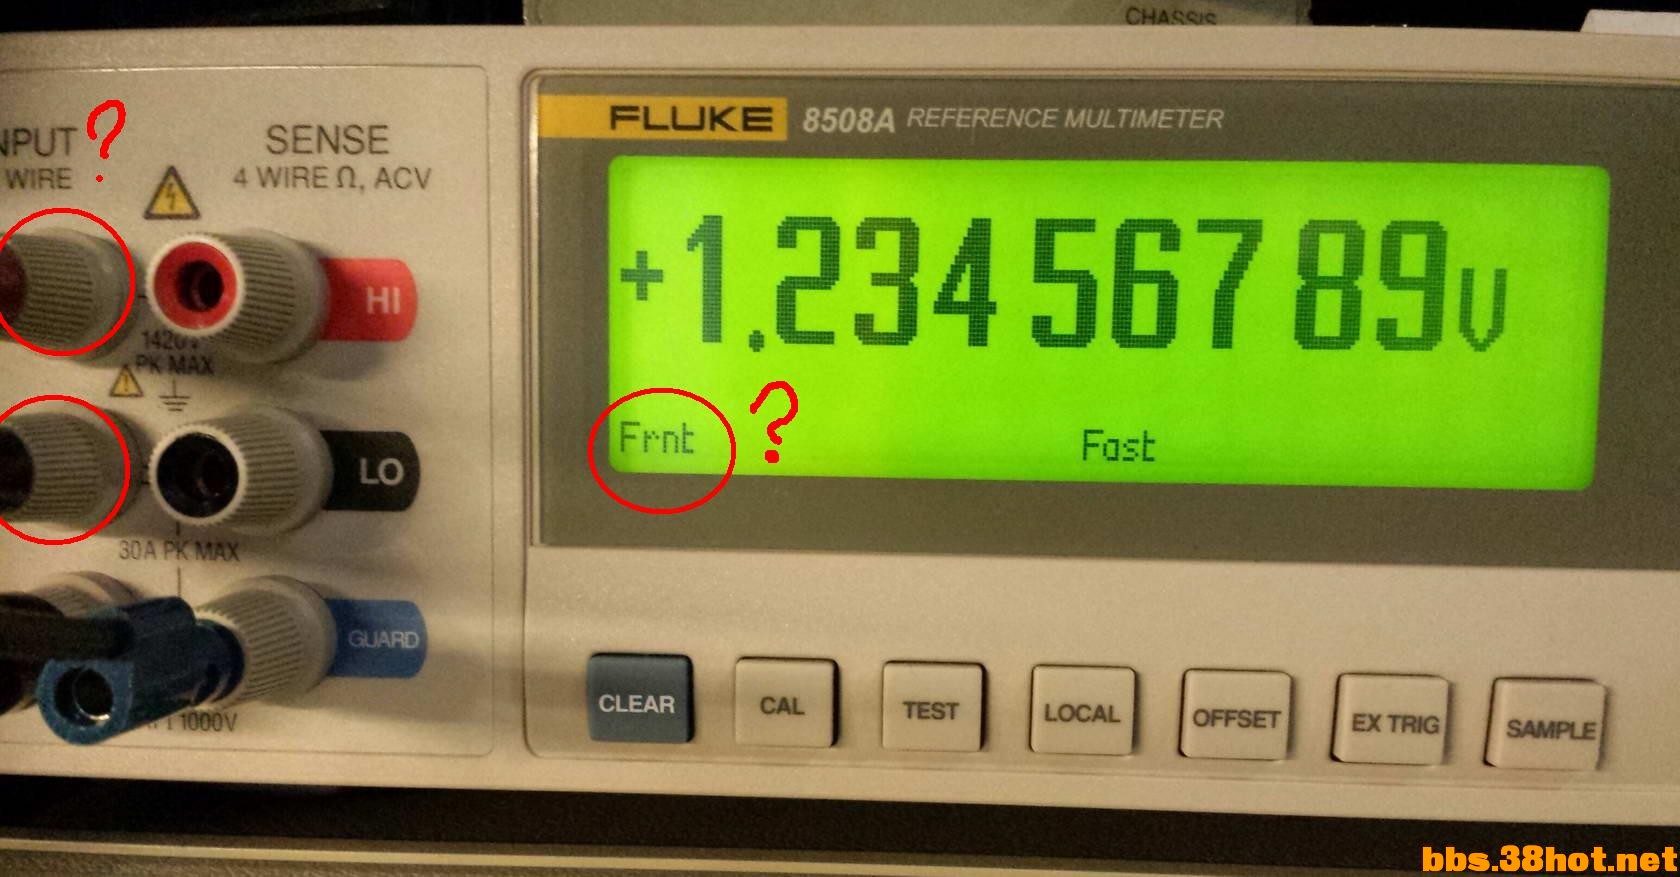 CHASSIS
FLUKE 8508A REFERENCE MULTIMETER
NPUT ?
WIRE
SENSE
4 WIRE Ω, ACV
+1.234 567 89V
HI
PK MAX
Frnt ? Fast
LO
30A PK MAX
GUARD
1000V
CLEAR CAL TEST LOCAL OFFSET EX TRIG SAMPLE
bbs.38hot.net